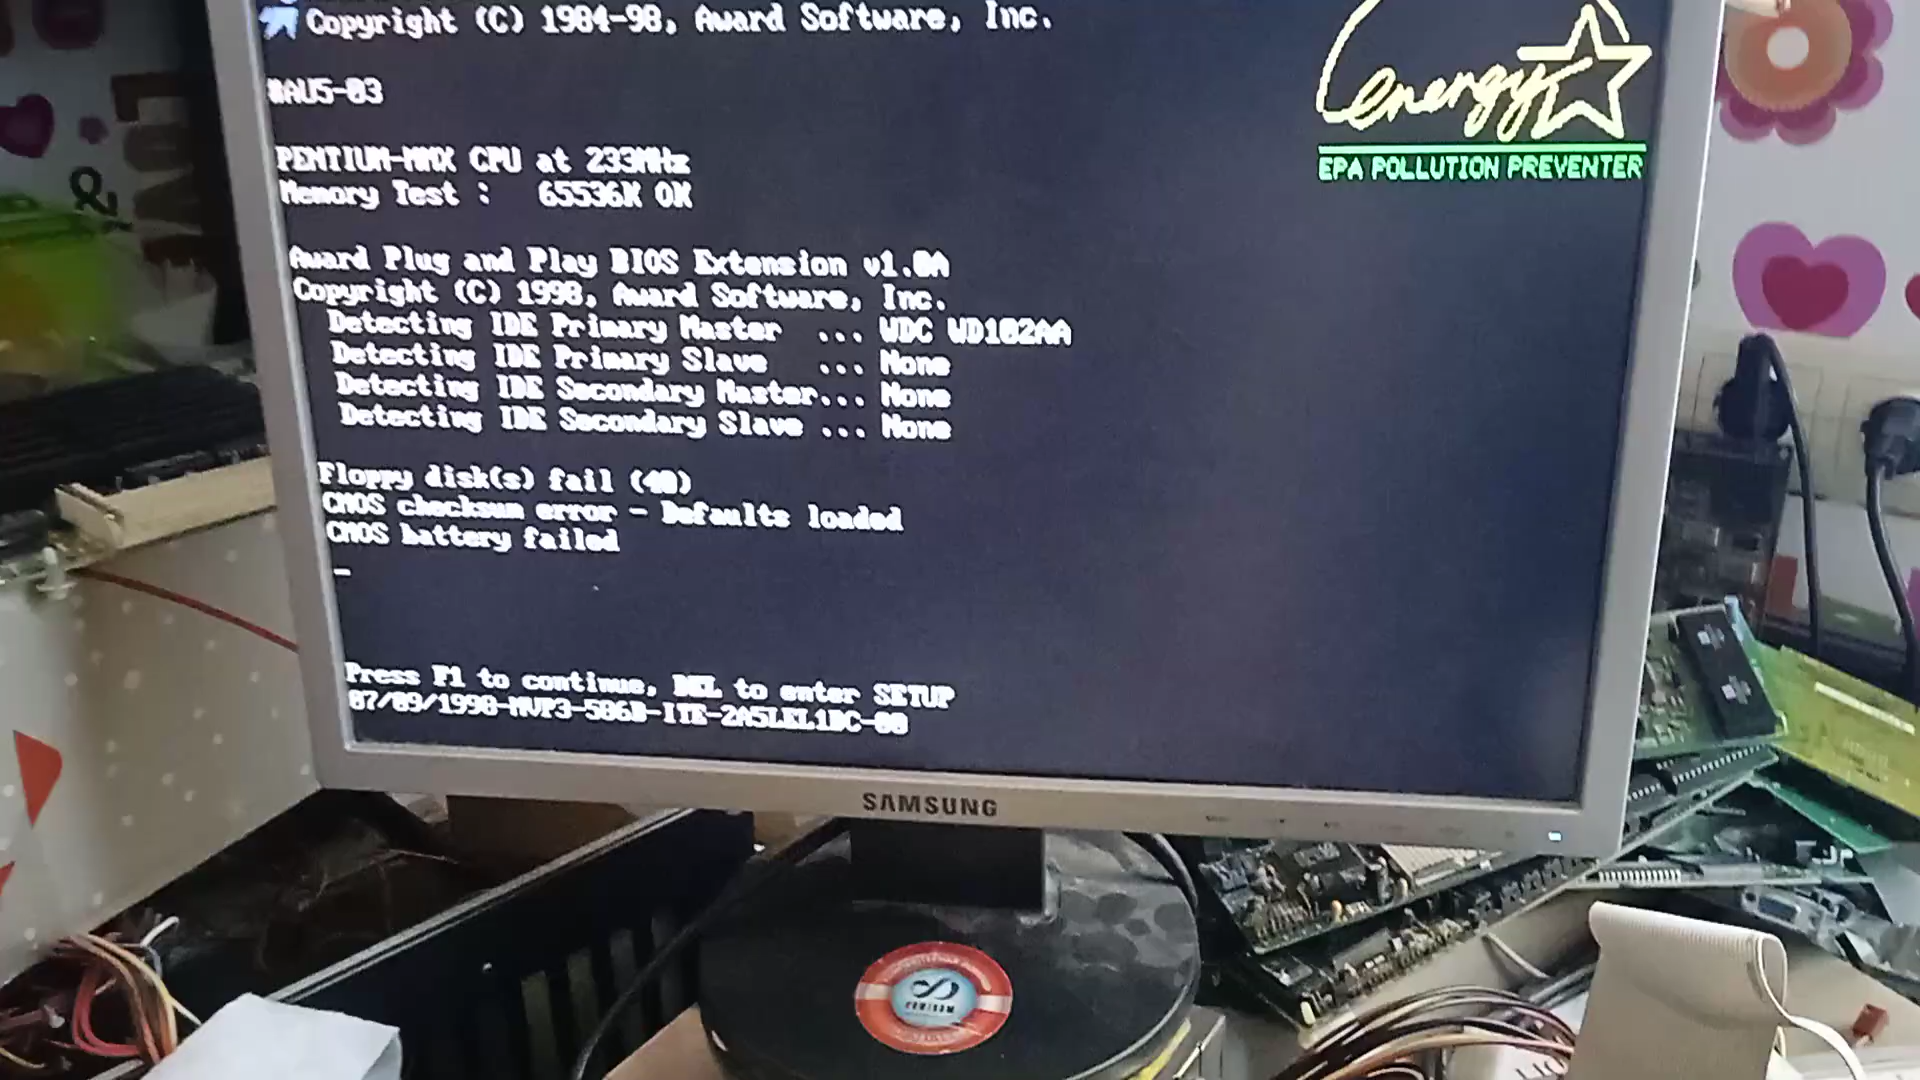 Copyright (C) 1984-98, Award Software, Inc.
energy
EPA POLLUTION PREVENTER
#AU5-03
PENTIUM-MMX CPU at 233MHz
Memory Test : 65536K OK
Award Plug and Play BIOS Extension v1.0A
Copyright (C) 1998, Award Software, Inc.
Detecting IDE Primary Master ... WDC WD102AA
Detecting IDE Primary Slave ... None
Detecting IDE Secondary Master... None
Detecting IDE Secondary Slave ... None
Floppy disk(s) fail (40)
CMOS checksum error - Defaults loaded
CMOS battery failed
Press F1 to continue, DEL to enter SETUP
07/09/1998-MVP3-586B-ITE-2A5LEL1BC-00
SAMSUNG
&